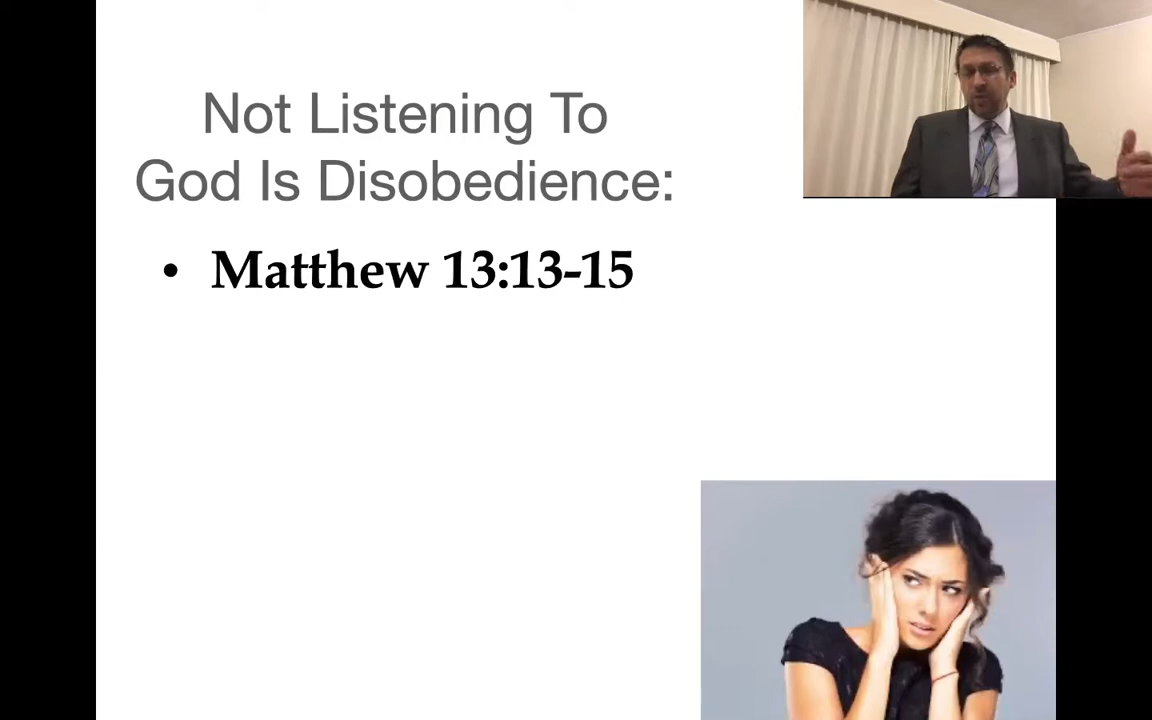 Not Listening To
God Is Disobedience:
• Matthew 13:13-15